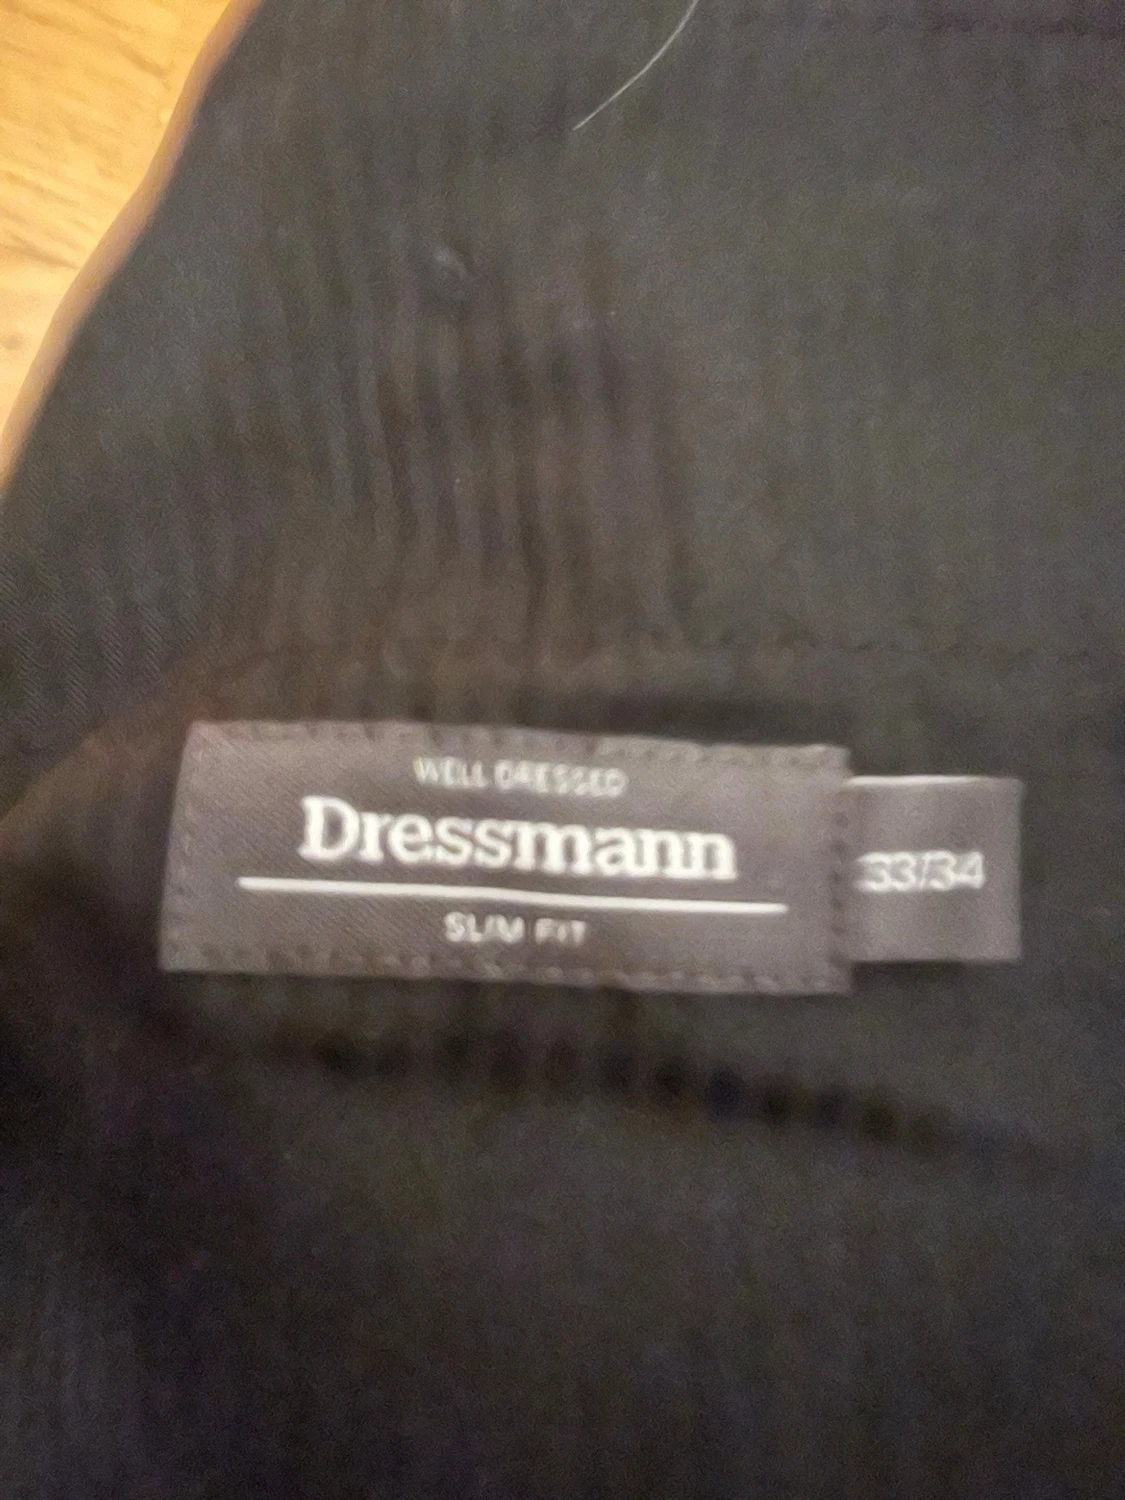 WELL DRESSED
Dressmann
SLIM FIT
33/34